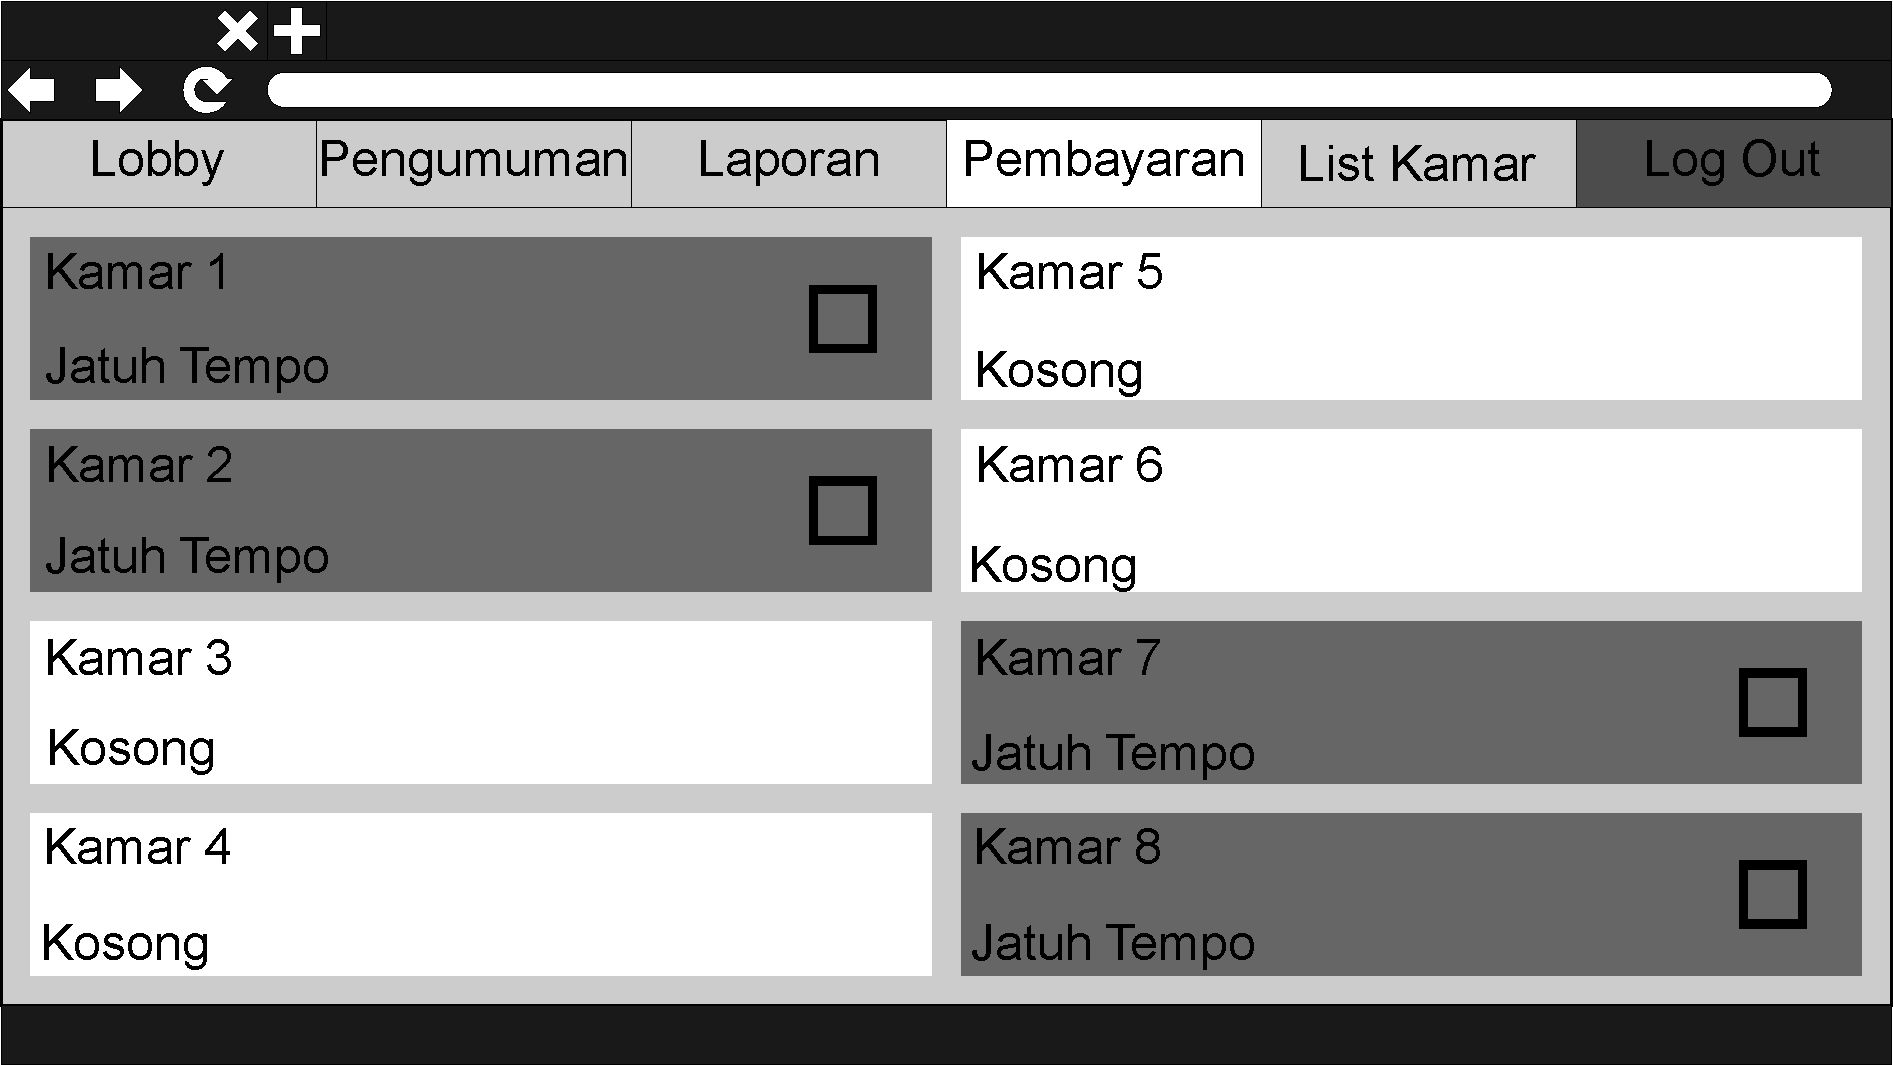 Lobby
Pengumuman
Laporan
Pembayaran
List Kamar
Log Out
Kamar 1
Jatuh Tempo
Kamar 2
Jatuh Tempo
Kamar 3
Kosong
Kamar 4
Kosong
Kamar 5
Kosong
Kamar 6
Kosong
Kamar 7
Jatuh Tempo
Kamar 8
Jatuh Tempo